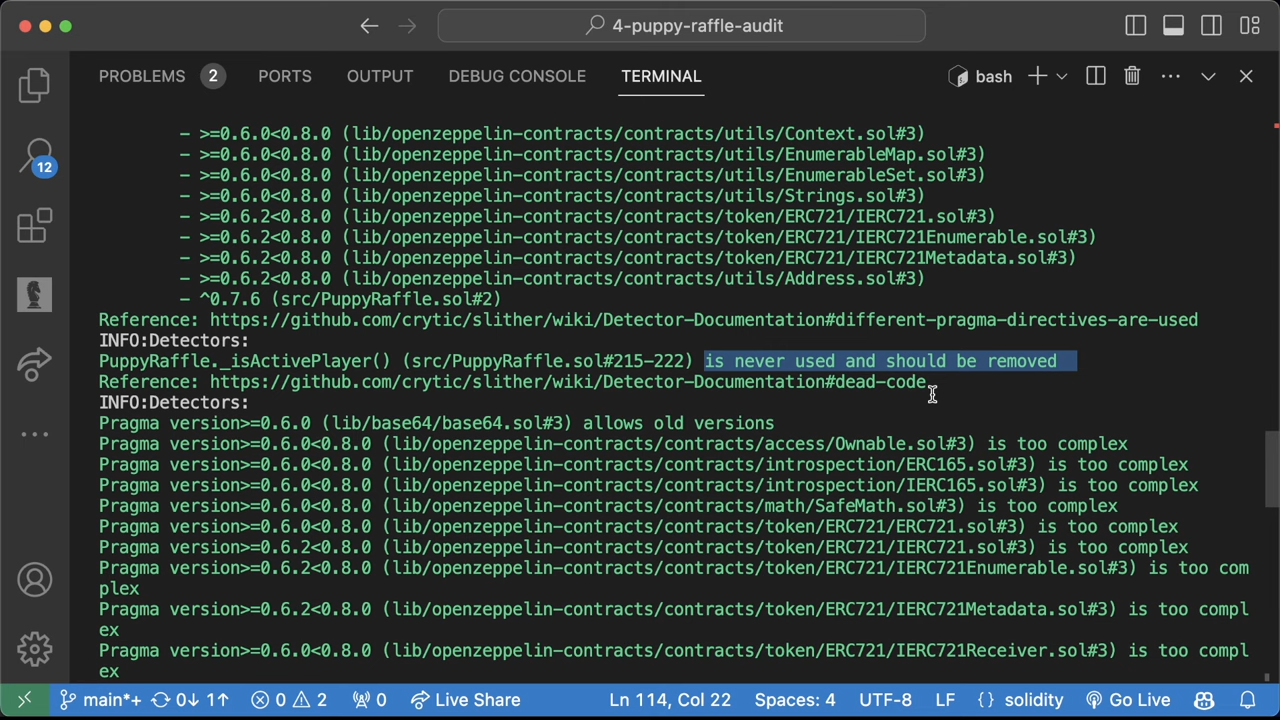 4-puppy-raffle-audit
PROBLEMS 2 PORTS OUTPUT DEBUG CONSOLE TERMINAL bash
12
- >=0.6.0<0.8.0 (lib/openzeppelin-contracts/contracts/utils/Context.sol#3)
- >=0.6.0<0.8.0 (lib/openzeppelin-contracts/contracts/utils/EnumerableMap.sol#3)
- >=0.6.0<0.8.0 (lib/openzeppelin-contracts/contracts/utils/EnumerableSet.sol#3)
- >=0.6.0<0.8.0 (lib/openzeppelin-contracts/contracts/utils/Strings.sol#3)
- >=0.6.2<0.8.0 (lib/openzeppelin-contracts/contracts/token/ERC721/IERC721.sol#3)
- >=0.6.2<0.8.0 (lib/openzeppelin-contracts/contracts/token/ERC721/IERC721Enumerable.sol#3)
- >=0.6.2<0.8.0 (lib/openzeppelin-contracts/contracts/token/ERC721/IERC721Metadata.sol#3)
- >=0.6.2<0.8.0 (lib/openzeppelin-contracts/contracts/utils/Address.sol#3)
- ^0.7.6 (src/PuppyRaffle.sol#2)
Reference: https://github.com/crytic/slither/wiki/Detector-Documentation#different-pragma-directives-are-used
INFO:Detectors:
PuppyRaffle._isActivePlayer() (src/PuppyRaffle.sol#215-222) is never used and should be removed
Reference: https://github.com/crytic/slither/wiki/Detector-Documentation#dead-code
INFO:Detectors:
Pragma version>=0.6.0 (lib/base64/base64.sol#3) allows old versions
Pragma version>=0.6.0<0.8.0 (lib/openzeppelin-contracts/contracts/access/Ownable.sol#3) is too complex
Pragma version>=0.6.0<0.8.0 (lib/openzeppelin-contracts/contracts/introspection/ERC165.sol#3) is too complex
Pragma version>=0.6.0<0.8.0 (lib/openzeppelin-contracts/contracts/introspection/IERC165.sol#3) is too complex
Pragma version>=0.6.0<0.8.0 (lib/openzeppelin-contracts/contracts/math/SafeMath.sol#3) is too complex
Pragma version>=0.6.0<0.8.0 (lib/openzeppelin-contracts/contracts/token/ERC721/ERC721.sol#3) is too complex
Pragma version>=0.6.2<0.8.0 (lib/openzeppelin-contracts/contracts/token/ERC721/IERC721.sol#3) is too complex
Pragma version>=0.6.2<0.8.0 (lib/openzeppelin-contracts/contracts/token/ERC721/IERC721Enumerable.sol#3) is too com
plex
Pragma version>=0.6.2<0.8.0 (lib/openzeppelin-contracts/contracts/token/ERC721/IERC721Metadata.sol#3) is too compl
ex
Pragma version>=0.6.0<0.8.0 (lib/openzeppelin-contracts/contracts/token/ERC721/IERC721Receiver.sol#3) is too compl
ex
main*+ 0↓ 1↑ 0 2 0 Live Share Ln 114, Col 22 Spaces: 4 UTF-8 LF {} solidity Go Live